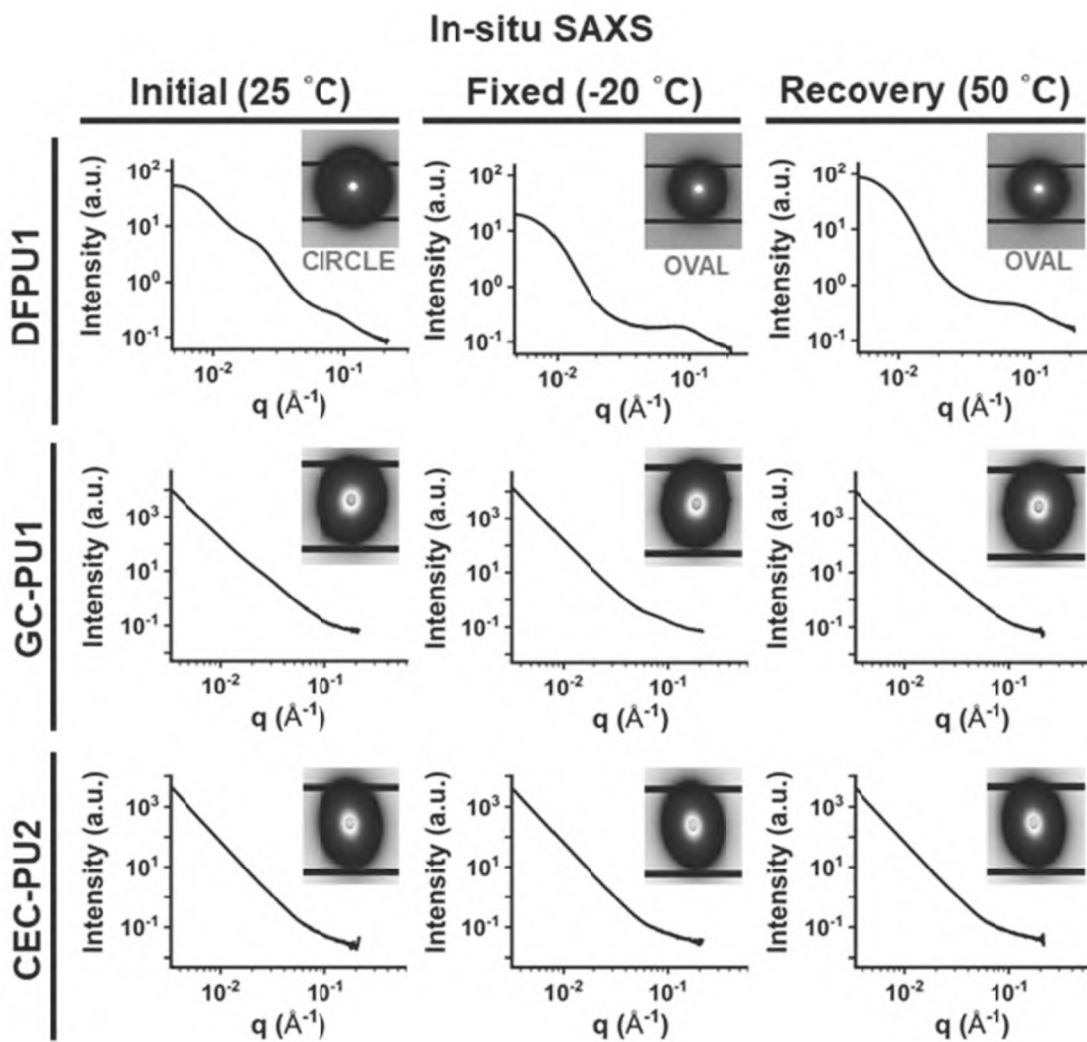 In-situ SAXS
Initial (25 °C)
Fixed (-20 °C)
Recovery (50 °C)
DFPU1
Intensity (a.u.)
10²
10¹
10⁰
10⁻¹
CIRCLE
10⁻²
10⁻¹
q (Å⁻¹)
Intensity (a.u.)
10²
10¹
10⁰
10⁻¹
OVAL
10⁻²
10⁻¹
q (Å⁻¹)
Intensity (a.u.)
10²
10¹
10⁰
10⁻¹
OVAL
10⁻²
10⁻¹
q (Å⁻¹)
GC-PU1
Intensity (a.u.)
10³
10¹
10⁻¹
10⁻²
10⁻¹
q (Å⁻¹)
Intensity (a.u.)
10³
10¹
10⁻¹
10⁻²
10⁻¹
q (Å⁻¹)
Intensity (a.u.)
10³
10¹
10⁻¹
10⁻²
10⁻¹
q (Å⁻¹)
CEC-PU2
Intensity (a.u.)
10³
10¹
10⁻¹
10⁻²
10⁻¹
q (Å⁻¹)
Intensity (a.u.)
10³
10¹
10⁻¹
10⁻²
10⁻¹
q (Å⁻¹)
Intensity (a.u.)
10³
10¹
10⁻¹
10⁻²
10⁻¹
q (Å⁻¹)